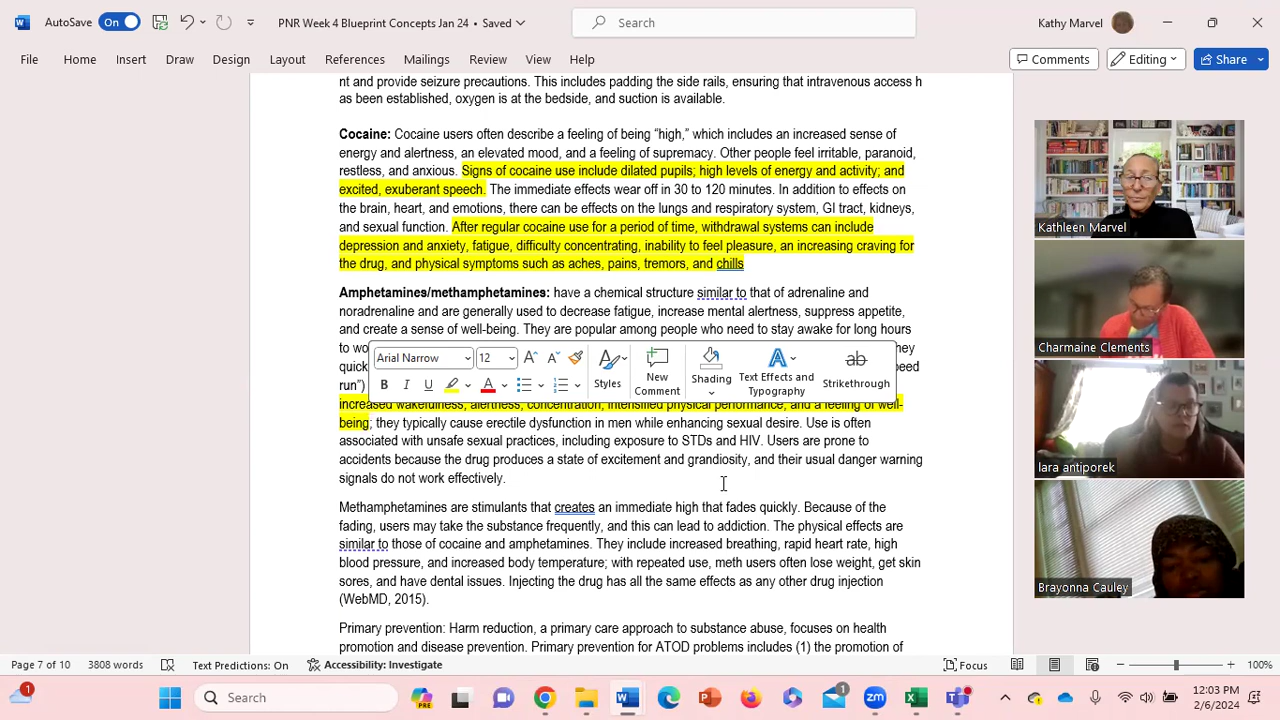 AutoSave On PNR Week 4 Blueprint Concepts Jan 24 • Saved Search Kathy Marvel
File Home Insert Draw Design Layout References Mailings Review View Help Comments Editing Share
nt and provide seizure precautions. This includes padding the side rails, ensuring that intravenous access h
as been established, oxygen is at the bedside, and suction is available.
Cocaine: Cocaine users often describe a feeling of being “high,” which includes an increased sense of
energy and alertness, an elevated mood, and a feeling of supremacy. Other people feel irritable, paranoid,
restless, and anxious. Signs of cocaine use include dilated pupils; high levels of energy and activity; and
excited, exuberant speech. The immediate effects wear off in 30 to 120 minutes. In addition to effects on
the brain, heart, and emotions, there can be effects on the lungs and respiratory system, GI tract, kidneys,
and sexual function. After regular cocaine use for a period of time, withdrawal systems can include
depression and anxiety, fatigue, difficulty concentrating, inability to feel pleasure, an increasing craving for
the drug, and physical symptoms such as aches, pains, tremors, and chills
Amphetamines/methamphetamines: have a chemical structure similar to that of adrenaline and
noradrenaline and are generally used to decrease fatigue, increase mental alertness, suppress appetite,
and create a sense of well-being. They are popular among people who need to stay awake for long hours
to wo hey
quick peed
run”)
Arial Narrow 12
B I U A Styles New Comment Shading Text Effects and Typography ab Strikethrough
increased wakefulness, alertness, concentration, intensified physical performance, and a feeling of well-
being; they typically cause erectile dysfunction in men while enhancing sexual desire. Use is often
associated with unsafe sexual practices, including exposure to STDs and HIV. Users are prone to
accidents because the drug produces a state of excitement and grandiosity, and their usual danger warning
signals do not work effectively.
Methamphetamines are stimulants that creates an immediate high that fades quickly. Because of the
fading, users may take the substance frequently, and this can lead to addiction. The physical effects are
similar to those of cocaine and amphetamines. They include increased breathing, rapid heart rate, high
blood pressure, and increased body temperature; with repeated use, meth users often lose weight, get skin
sores, and have dental issues. Injecting the drug has all the same effects as any other drug injection
(WebMD, 2015).
Primary prevention: Harm reduction, a primary care approach to substance abuse, focuses on health
promotion and disease prevention. Primary prevention for ATOD problems includes (1) the promotion of
Kathleen Marvel
Charmaine Clements
lara antiporek
Brayonna Cauley
Page 7 of 10 3808 words Text Predictions: On Accessibility: Investigate Focus 100%
1 Search PRE 1 zm 12:03 PM
2/6/2024